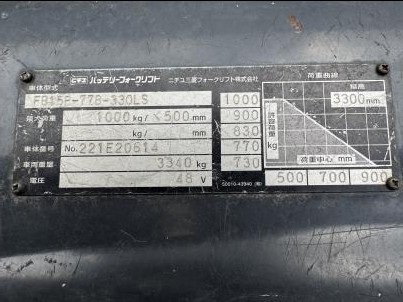 ニチユ バッテリーフォークリフト ニチユ三菱フォークリフト株式会社
車体型式 FB15P-77B-330LS
最大荷重 1000 kg/ 500 mm
kg/ mm
車体番号 No. 221E20514
車両重量 3340 kg
電圧 48 V
荷重曲線
揚高 3300 mm
許容荷重 kg
1000
900
830
770
730
荷重中心 mm
500 700 900